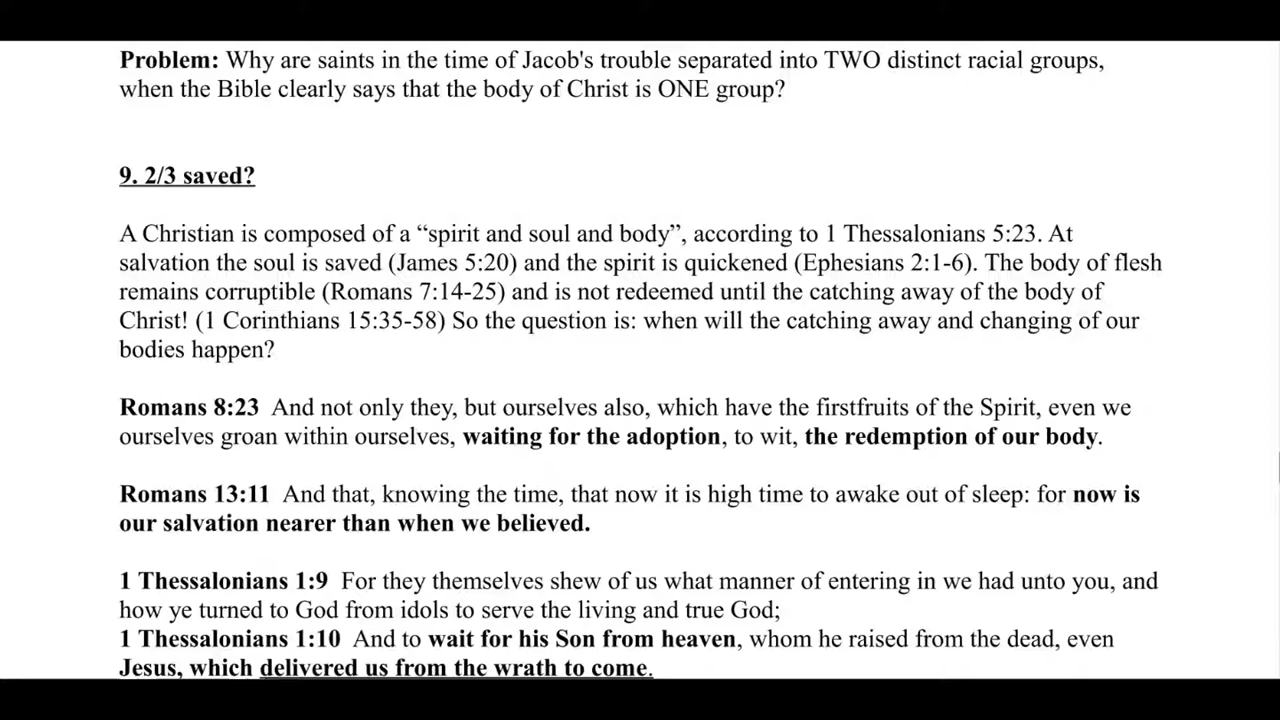 Problem: Why are saints in the time of Jacob's trouble separated into TWO distinct racial groups,
when the Bible clearly says that the body of Christ is ONE group?
9. 2/3 saved?
A Christian is composed of a “spirit and soul and body”, according to 1 Thessalonians 5:23. At
salvation the soul is saved (James 5:20) and the spirit is quickened (Ephesians 2:1-6). The body of flesh
remains corruptible (Romans 7:14-25) and is not redeemed until the catching away of the body of
Christ! (1 Corinthians 15:35-58) So the question is: when will the catching away and changing of our
bodies happen?
Romans 8:23 And not only they, but ourselves also, which have the firstfruits of the Spirit, even we
ourselves groan within ourselves, waiting for the adoption, to wit, the redemption of our body.
Romans 13:11 And that, knowing the time, that now it is high time to awake out of sleep: for now is
our salvation nearer than when we believed.
1 Thessalonians 1:9 For they themselves shew of us what manner of entering in we had unto you, and
how ye turned to God from idols to serve the living and true God;
1 Thessalonians 1:10 And to wait for his Son from heaven, whom he raised from the dead, even
Jesus, which delivered us from the wrath to come.